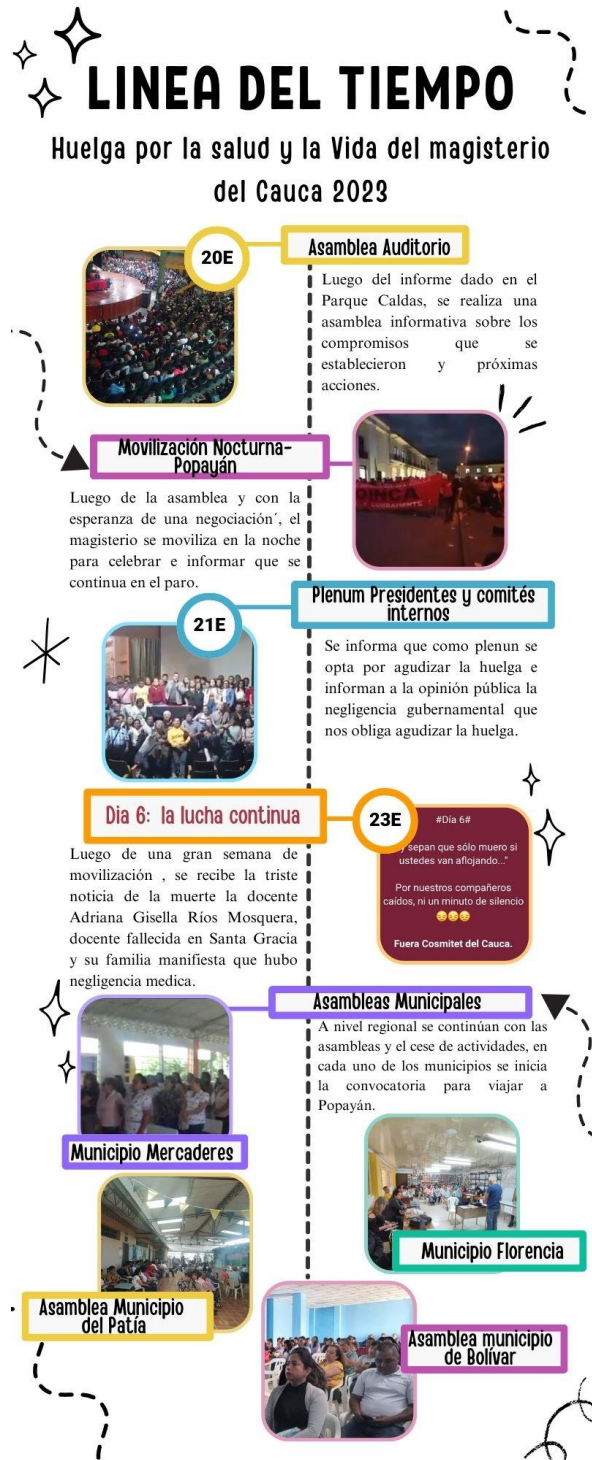 LINEA DEL TIEMPO
Huelga por la salud y la Vida del magisterio
del Cauca 2023
20E
Asamblea Auditorio
Luego del informe dado en el
Parque Caldas, se realiza una
asamblea informativa sobre los
compromisos que se
establecieron y próximas
acciones.
Movilización Nocturna-
Popayán
Luego de la asamblea y con la
esperanza de una negociación´, el
magisterio se moviliza en la noche
para celebrar e informar que se
continua en el paro.
OINCA
21E
Plenum Presidentes y comités
internos
Se informa que como plenun se
opta por agudizar la huelga e
informan a la opinión pública la
negligencia gubernamental que
nos obliga agudizar la huelga.
Dia 6: la lucha continua
23E
#Día 6#
sepan que sólo muero si
ustedes van aflojando..."
Por nuestros compañeros
caídos, ni un minuto de silencio
😣😣😣
Fuera Cosmitet del Cauca.
Luego de una gran semana de
movilización , se recibe la triste
noticia de la muerte la docente
Adriana Gisella Ríos Mosquera,
docente fallecida en Santa Gracia
y su familia manifiesta que hubo
negligencia medica.
Asambleas Municipales
A nivel regional se continúan con las
asambleas y el cese de actividades, en
cada uno de los municipios se inicia
la convocatoria para viajar a
Popayán.
Municipio Mercaderes
Municipio Florencia
Asamblea Municipio
del Patía
Asamblea municipio
de Bolívar